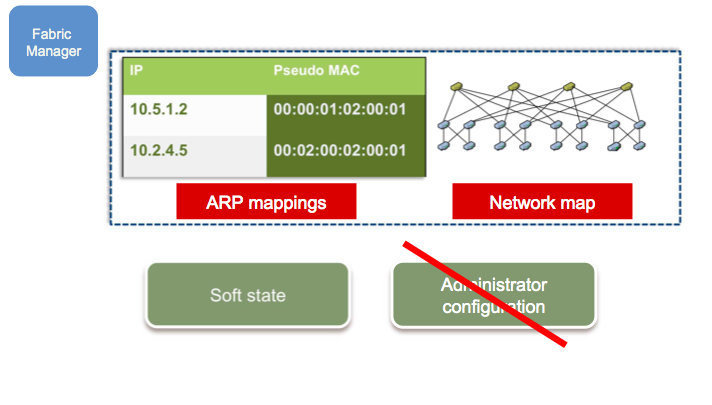 Fabric
Manager
IP Pseudo MAC
10.5.1.2 00:00:01:02:00:01
10.2.4.5 00:02:00:02:00:01
ARP mappings
Network map
Soft state
Administrator
configuration